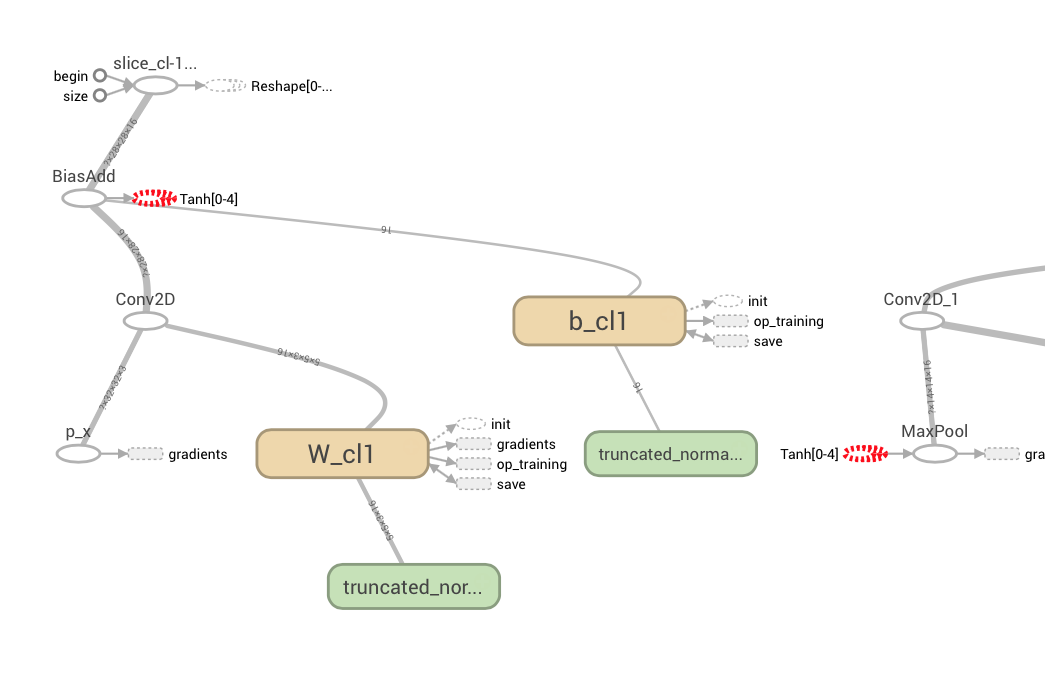 slice_cl-1...
begin
size
Reshape[0-...
?×28×28×16
BiasAdd
Tanh[0-4]
16
?×28×28×16
Conv2D
b_cl1
init
op_training
save
Conv2D_1
5×5×3×16
?×32×32×3
16
?×14×14×16
p_x
gradients
W_cl1
init
gradients
op_training
save
truncated_norma...
MaxPool
Tanh[0-4]
gra
5×5×3×16
truncated_nor...